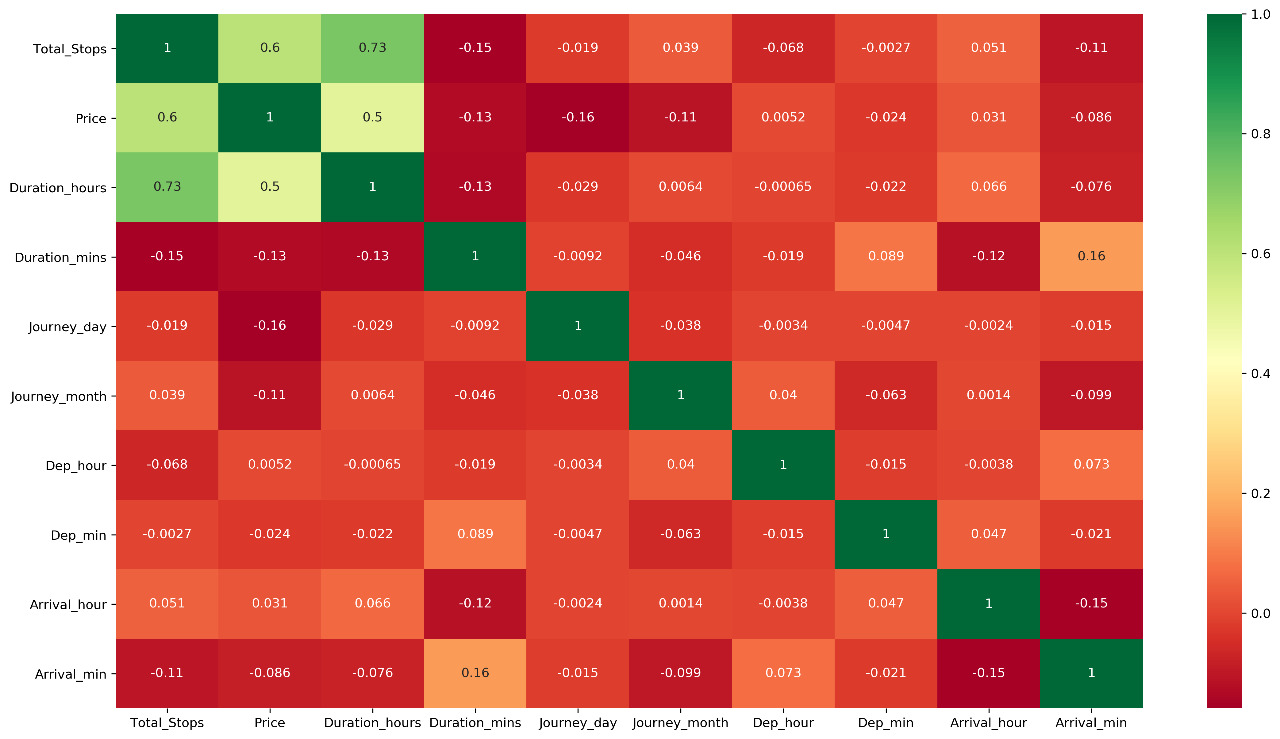 Total_Stops 1 0.6 0.73 -0.15 -0.019 0.039 -0.068 -0.0027 0.051 -0.11
Price 0.6 1 0.5 -0.13 -0.16 -0.11 0.0052 -0.024 0.031 -0.086
Duration_hours 0.73 0.5 1 -0.13 -0.029 0.0064 -0.00065 -0.022 0.066 -0.076
Duration_mins -0.15 -0.13 -0.13 1 -0.0092 -0.046 -0.019 0.089 -0.12 0.16
Journey_day -0.019 -0.16 -0.029 -0.0092 1 -0.038 -0.0034 -0.0047 -0.0024 -0.015
Journey_month 0.039 -0.11 0.0064 -0.046 -0.038 1 0.04 -0.063 0.0014 -0.099
Dep_hour -0.068 0.0052 -0.00065 -0.019 -0.0034 0.04 1 -0.015 -0.0038 0.073
Dep_min -0.0027 -0.024 -0.022 0.089 -0.0047 -0.063 -0.015 1 0.047 -0.021
Arrival_hour 0.051 0.031 0.066 -0.12 -0.0024 0.0014 -0.0038 0.047 1 -0.15
Arrival_min -0.11 -0.086 -0.076 0.16 -0.015 -0.099 0.073 -0.021 -0.15 1
Total_Stops Price Duration_hours Duration_mins Journey_day Journey_month Dep_hour Dep_min Arrival_hour Arrival_min
1.0
0.8
0.6
0.4
0.2
0.0